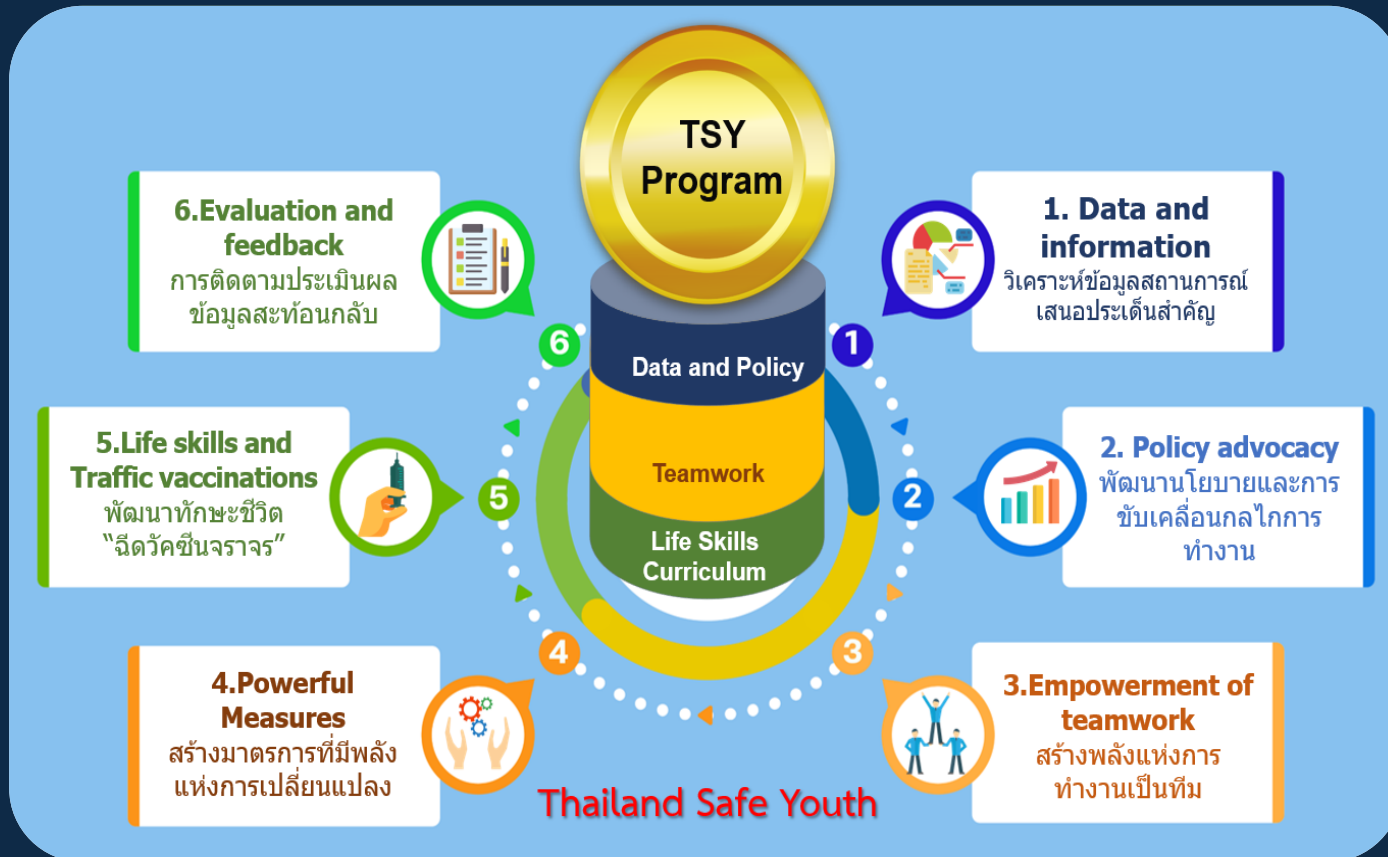 TSY
Program
Data and Policy
Teamwork
Life Skills
Curriculum
1. Data and
information
วิเคราะห์ข้อมูลสถานการณ์
เสนอประเด็นสำคัญ
1
2. Policy advocacy
พัฒนานโยบายและการ
ขับเคลื่อนกลไกการ
ทำงาน
2
3.Empowerment of
teamwork
สร้างพลังแห่งการ
ทำงานเป็นทีม
3
4.Powerful
Measures
สร้างมาตรการที่มีพลัง
แห่งการเปลี่ยนแปลง
4
5.Life skills and
Traffic vaccinations
พัฒนาทักษะชีวิต
“ฉีดวัคซีนจราจร”
5
6.Evaluation and
feedback
การติดตามประเมินผล
ข้อมูลสะท้อนกลับ
6
Thailand Safe Youth